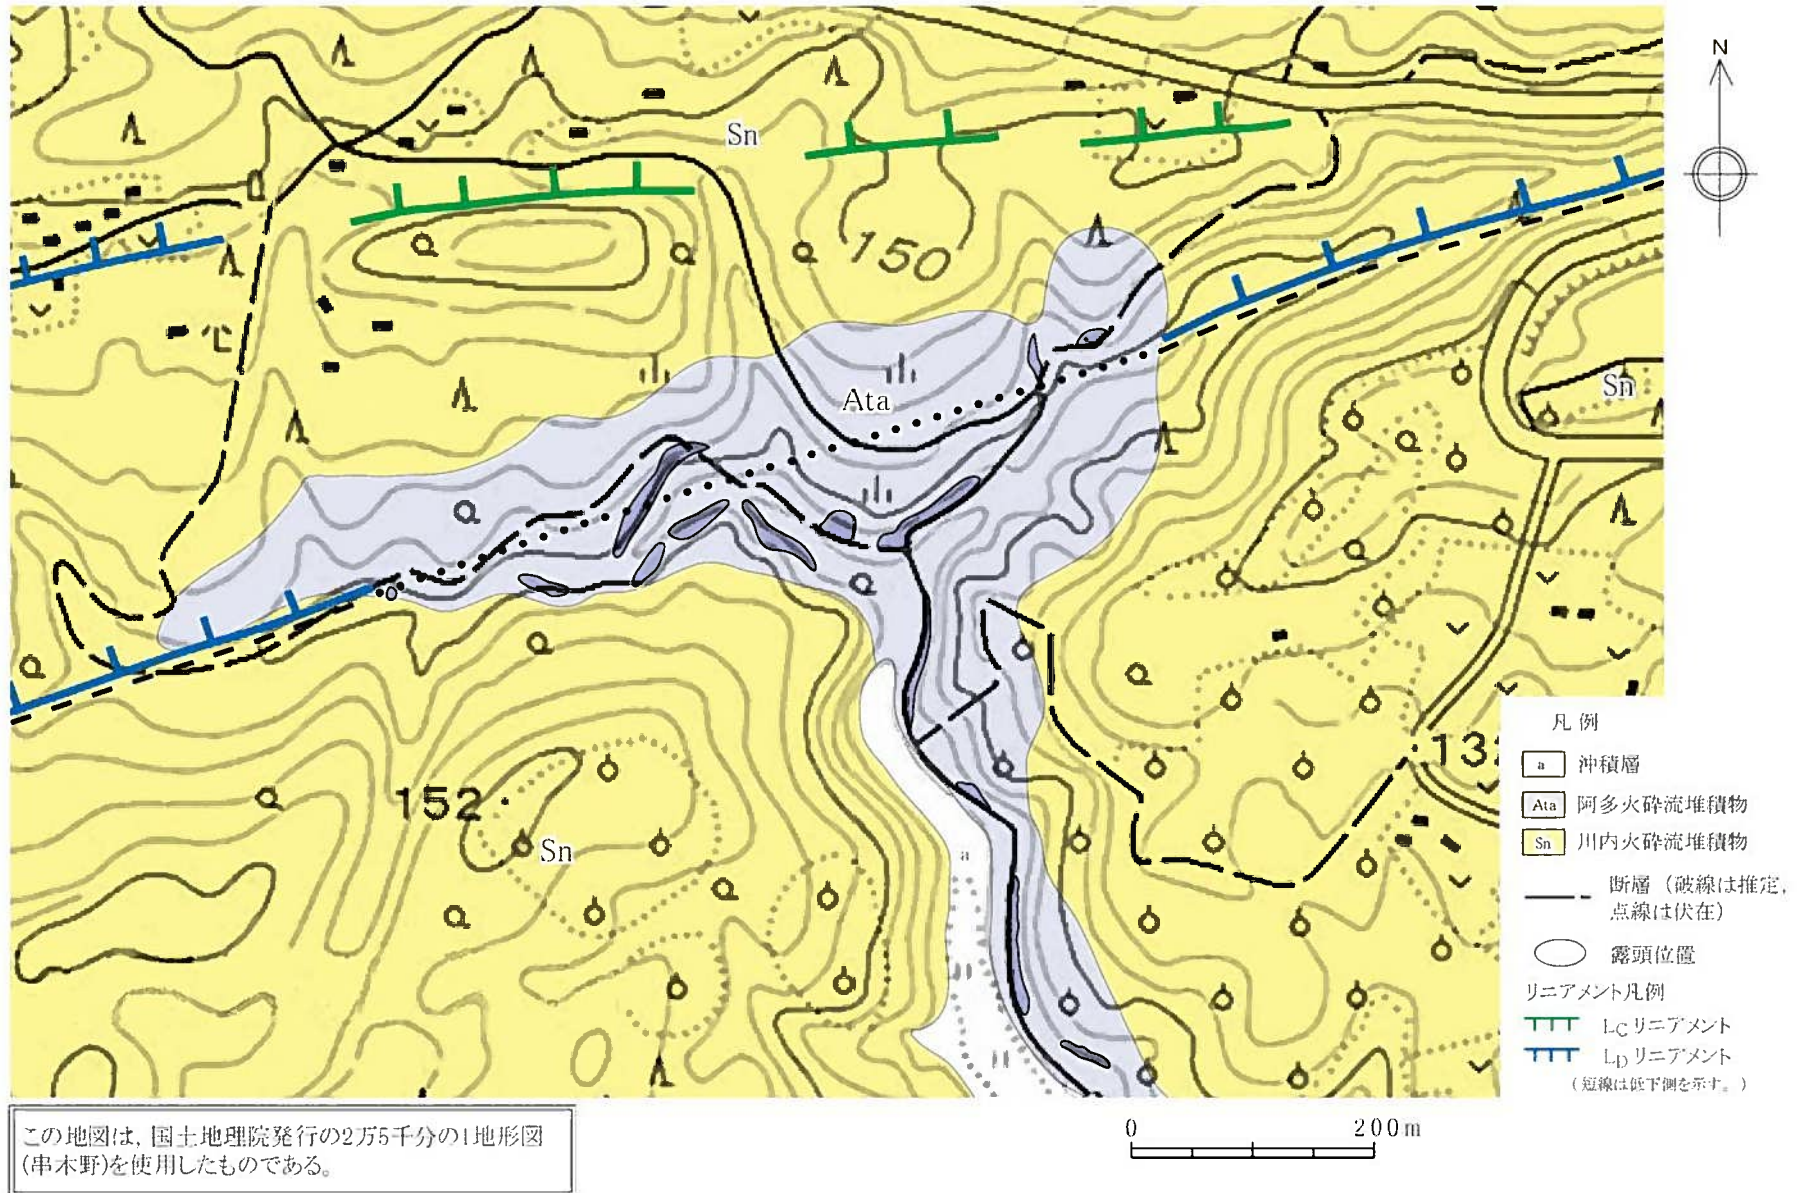 N
Sn
150
Ata
Sn
152
Sn
a
凡例
a 沖積層
Ata 阿多火砕流堆積物
Sn 川内火砕流堆積物
断層（破線は推定，
点線は伏在）
露頭位置
リニアメント凡例
LCリニアメント
LDリニアメント
（短線は低下側を示す。）
0 200m
この地図は，国土地理院発行の2万5千分の1地形図
(串木野)を使用したものである。